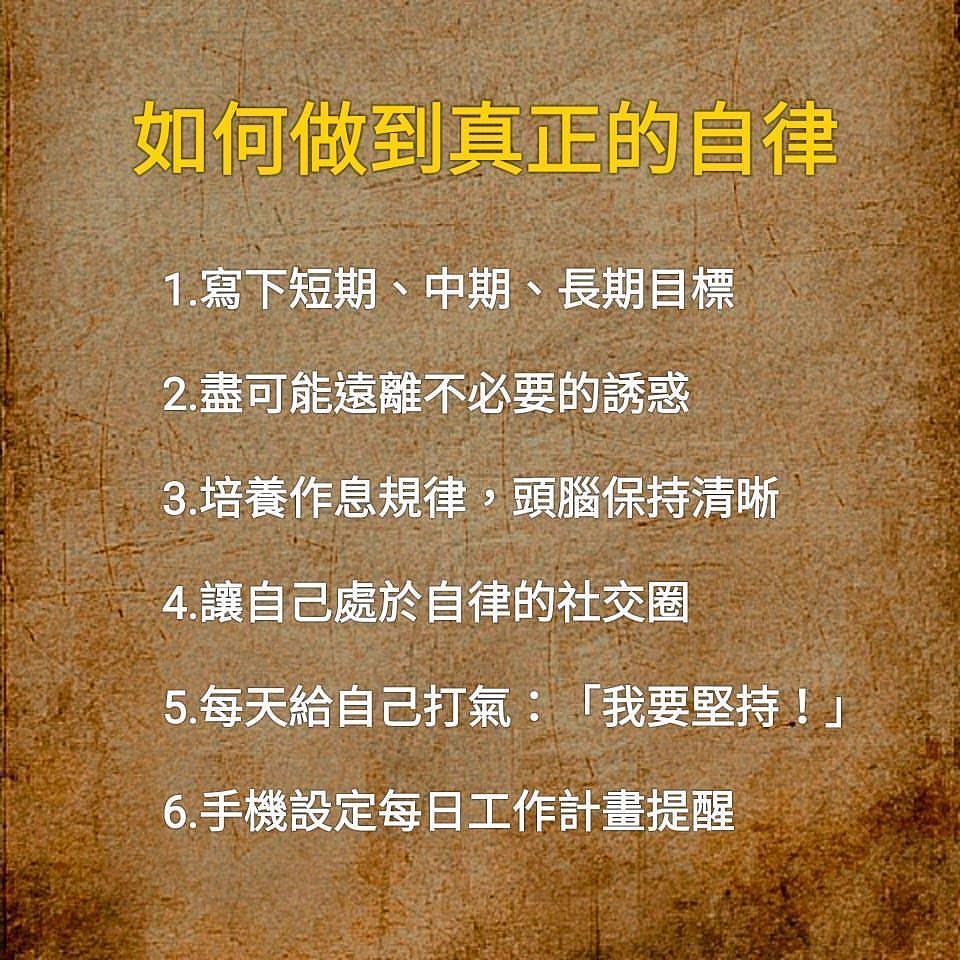 如何做到真正的自律
1.寫下短期、中期、長期目標
2.盡可能遠離不必要的誘惑
3.培養作息規律，頭腦保持清晰
4.讓自己處於自律的社交圈
5.每天給自己打氣：「我要堅持！」
6.手機設定每日工作計畫提醒